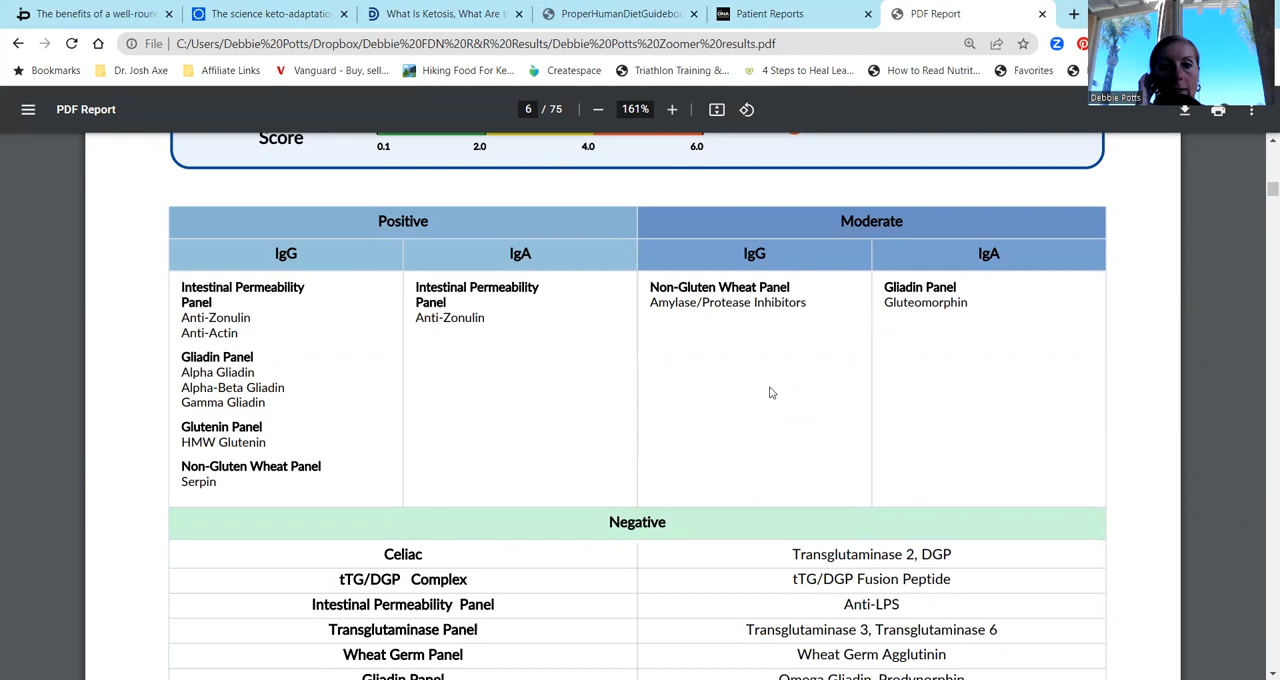 The benefits of a well-roun
The science keto-adaptatio
What Is Ketosis, What Are t
ProperHumanDietGuidebo
Patient Reports
PDF Report
File
C:/Users/Debbie%20Potts/Dropbox/Debbie%20FDN%20R&R%20Results/Debbie%20Potts%20Zoomer%20results.pdf
Bookmarks
Dr. Josh Axe
Affiliate Links
Vanguard - Buy, sell...
Hiking Food For Ke...
Createspace
Triathlon Training &...
4 Steps to Heal Lea...
How to Read Nutrit...
Favorites
Debbie Potts
PDF Report
6 / 75
161%
Score
0.1 2.0 4.0 6.0
Positive Moderate
IgG IgA IgG IgA
Intestinal Permeability
Panel
Anti-Zonulin
Anti-Actin
Gliadin Panel
Alpha Gliadin
Alpha-Beta Gliadin
Gamma Gliadin
Glutenin Panel
HMW Glutenin
Non-Gluten Wheat Panel
Serpin
Intestinal Permeability
Panel
Anti-Zonulin
Non-Gluten Wheat Panel
Amylase/Protease Inhibitors
Gliadin Panel
Gluteomorphin
Negative
Celiac Transglutaminase 2, DGP
tTG/DGP Complex tTG/DGP Fusion Peptide
Intestinal Permeability Panel Anti-LPS
Transglutaminase Panel Transglutaminase 3, Transglutaminase 6
Wheat Germ Panel Wheat Germ Agglutinin
Gliadin Panel Omega Gliadin, Prodynorphin